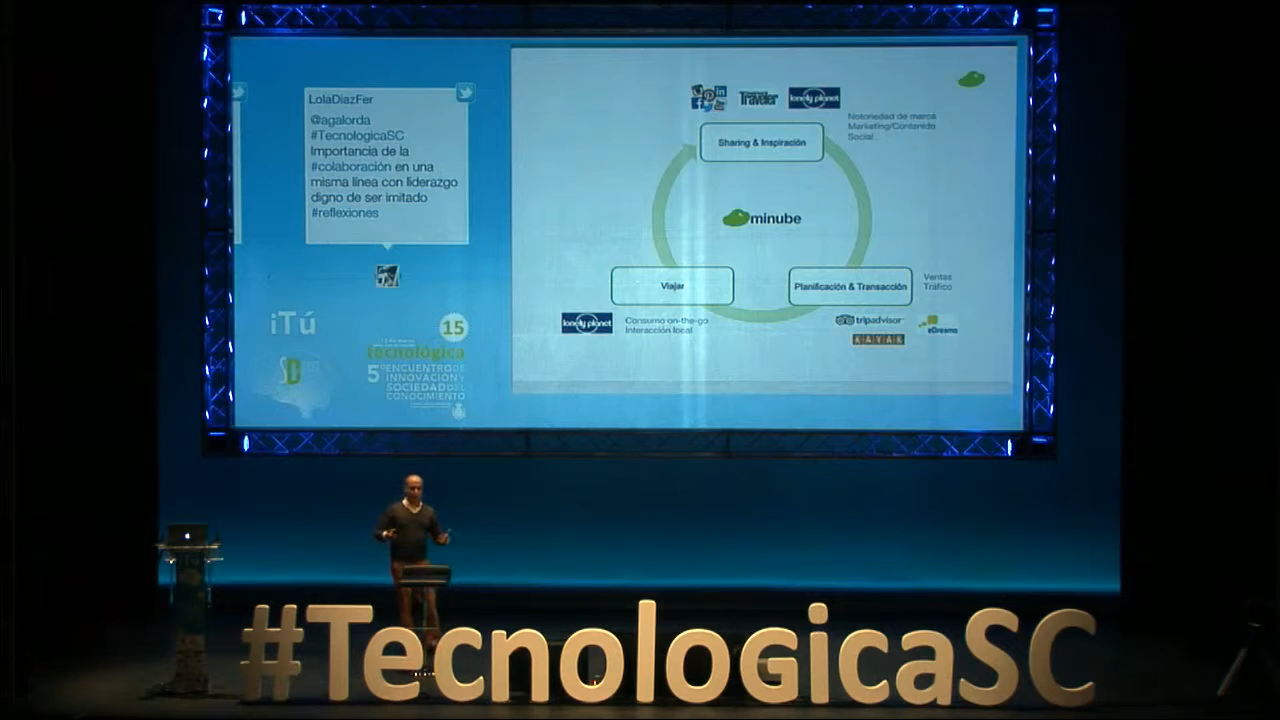 LolaDiazFer
@agalorda
#TecnologicaSC
Importancia de la
#colaboración en una
misma línea con liderazgo
digno de ser imitado
#reflexiones
iTú
15
tecnológica
5º ENCUENTRO DE
INNOVACIÓN Y
SOCIEDAD DEL
CONOCIMIENTO
Traveler
lonely planet
Notoriedad de marca
Marketing/Contenido
Social
Sharing & Inspiración
minube
Viajar
Planificación & Transacción
Ventas
Tráfico
lonely planet
Consumo on-the-go
Interacción local
tripadvisor
eDreams
KAYAK
#TecnologicaSC